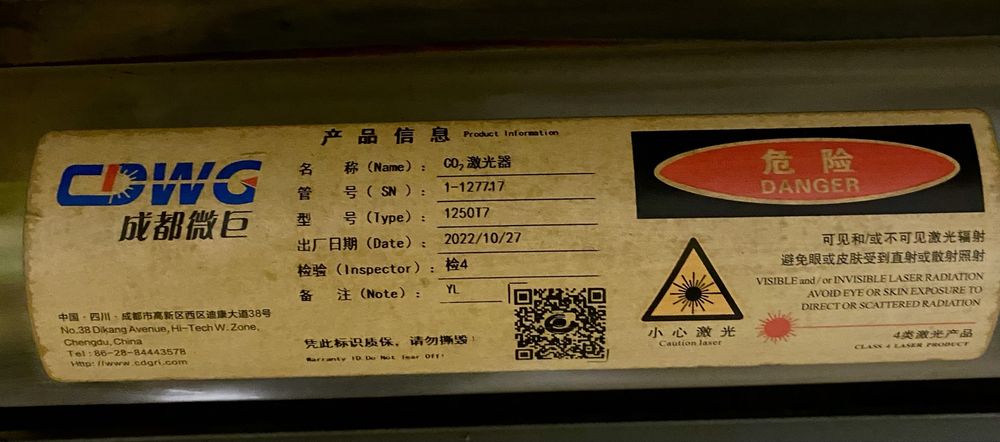 CDWG
成都微巨
中国·四川·成都市高新区西区迪康大道38号
No.38 Dikang Avenue, Hi-Tech W. Zone,
Chengdu, China
Tel:86-28-84443578
Http://www.cdgri.com
产品信息 Product Information
名 称(Name): CO₂激光器
管 号( SN ): 1-127717
型 号(Type): 1250T7
出厂日期(Date): 2022/10/27
检验(Inspector): 检4
备 注(Note): YL
凭此标识质保,请勿撕毁!
Warranty ID.Do Not Tear Off!
危险
DANGER
可见和/或不可见激光辐射
避免眼或皮肤受到直射或散射照射
VISIBLE and / or INVISIBLE LASER RADIATION
AVOID EYE OR SKIN EXPOSURE TO
DIRECT OR SCATTERED RADIATION
小心激光
Caution laser
4类激光产品
CLASS 4 LASER PRODUCT